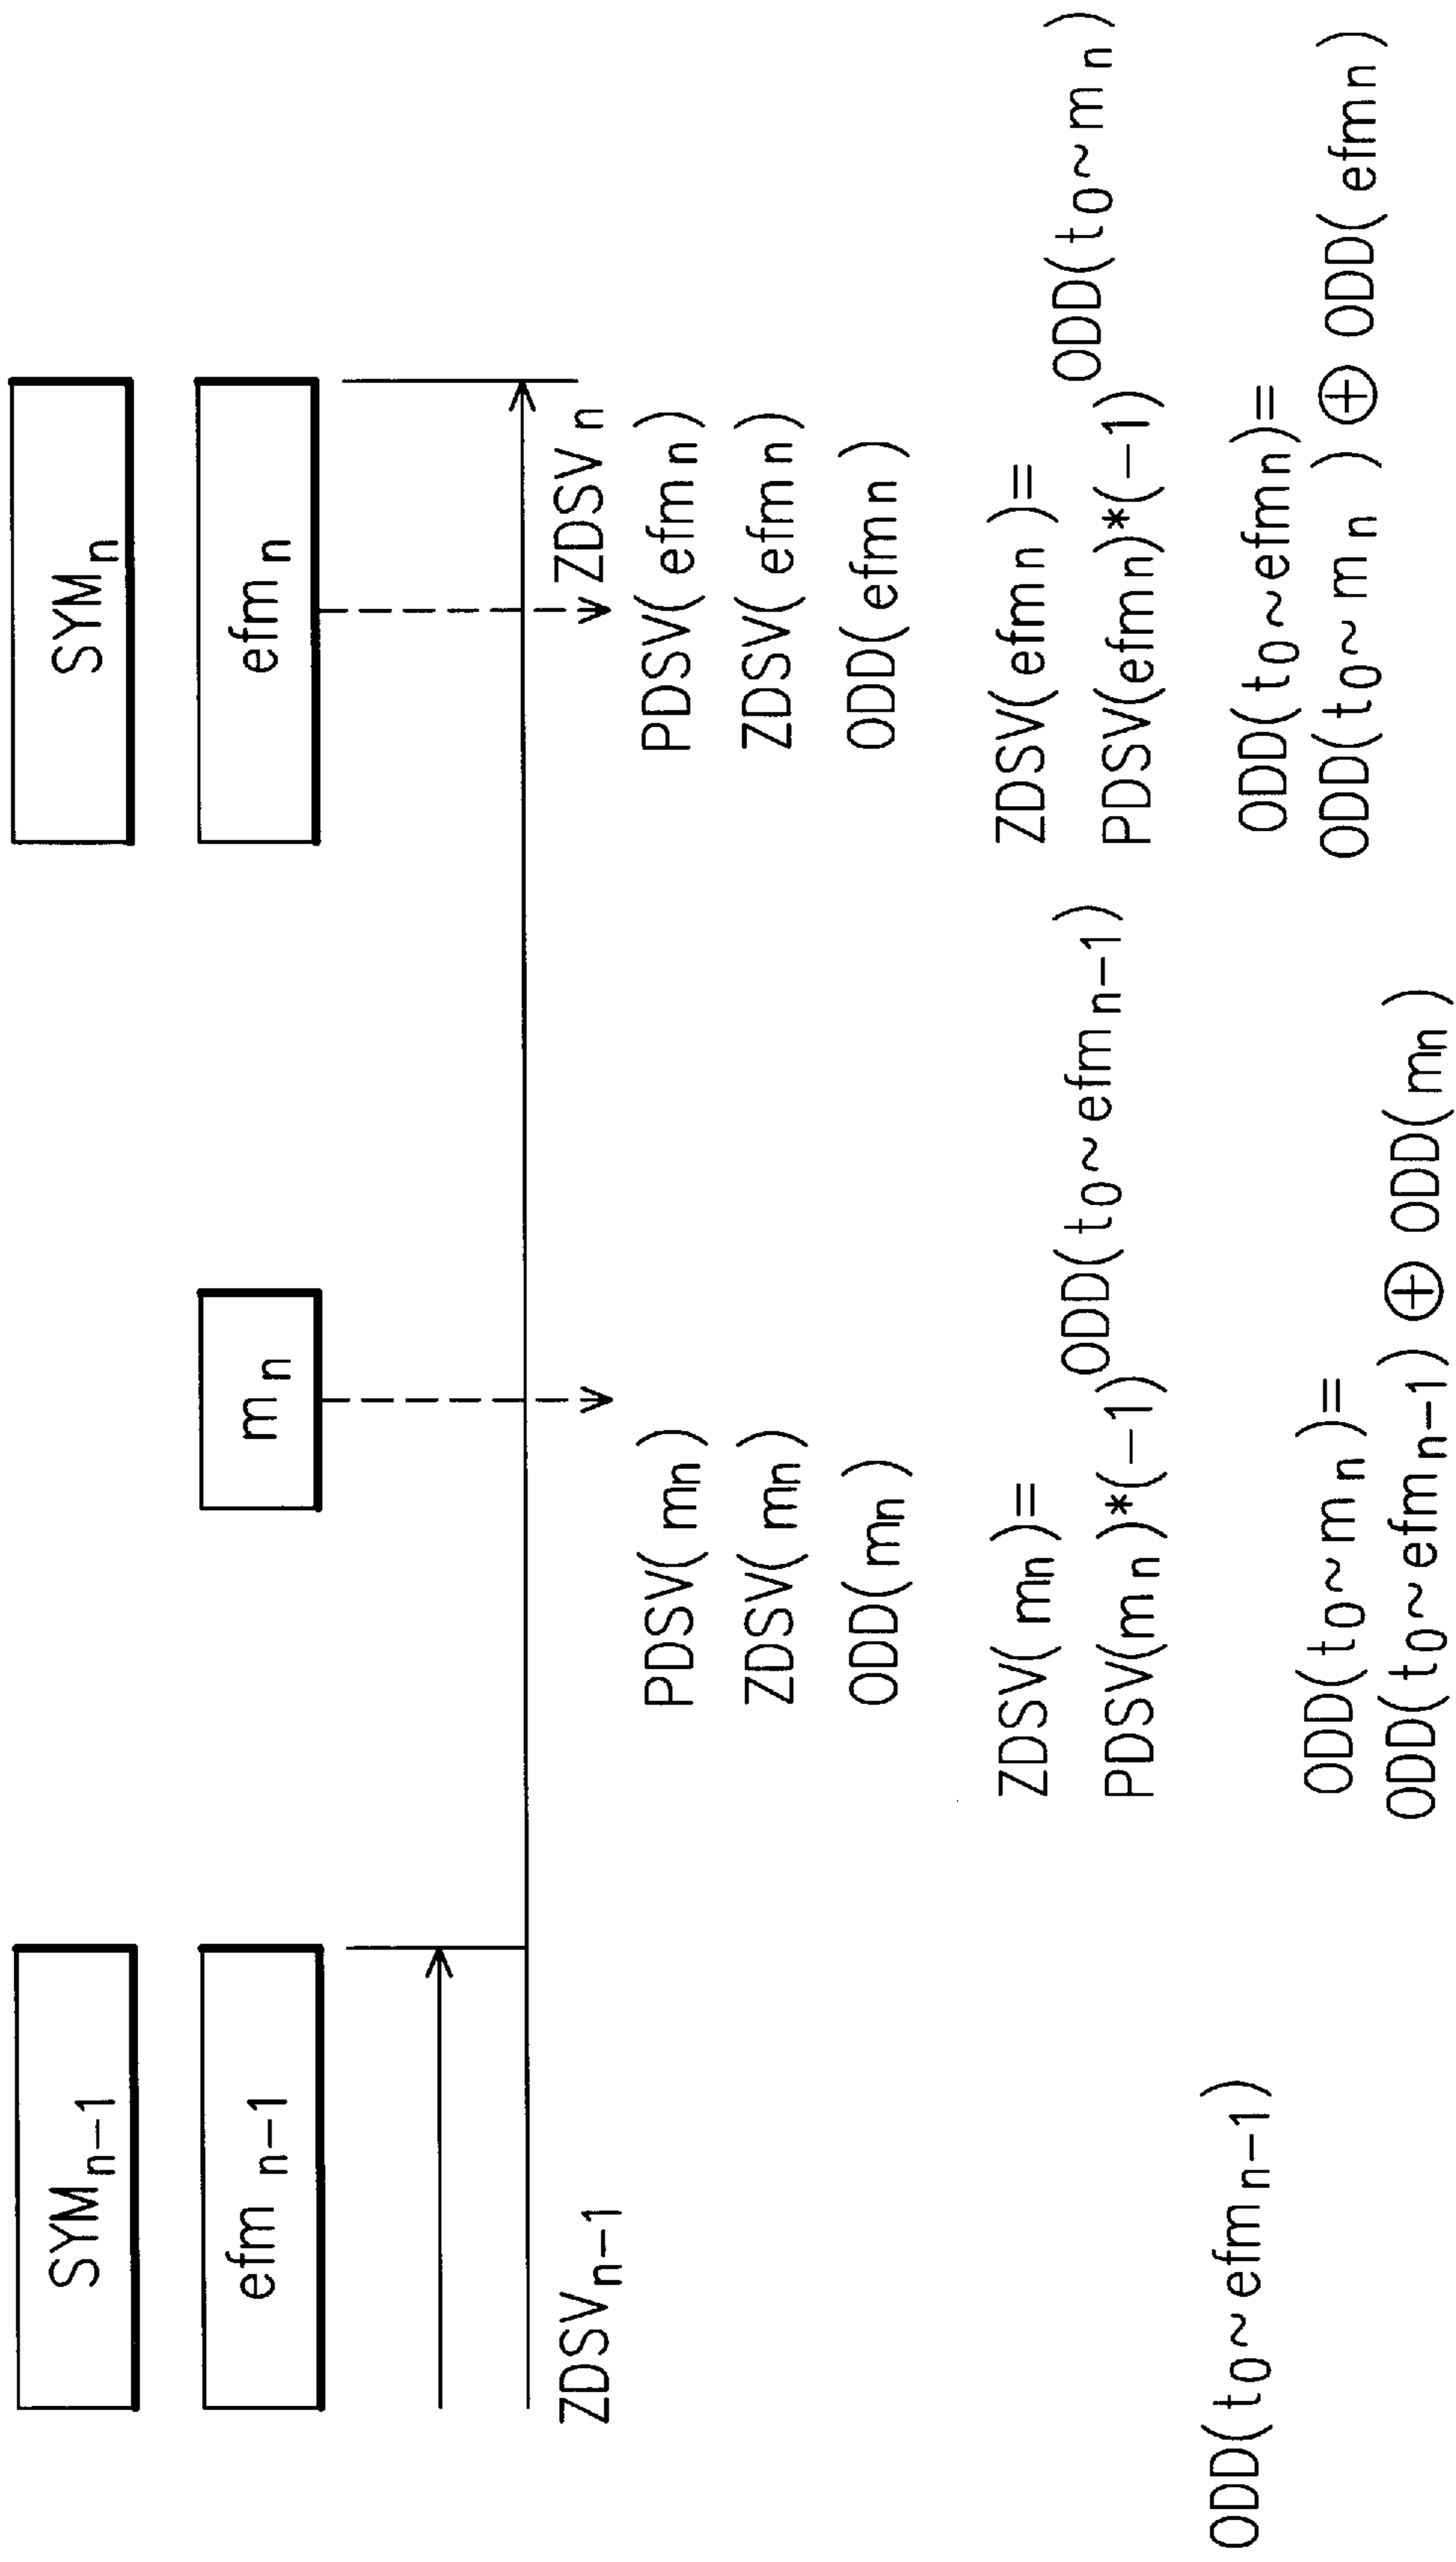 SYMₙ₋₁
SYMₙ
efm ₙ₋₁
m ₙ
efm ₙ
ZDSVₙ₋₁
ZDSV ₙ
PDSV( mₙ)
ZDSV( mₙ)
ODD(mₙ)
PDSV( efmₙ)
ZDSV( efmₙ)
ODD(efmₙ)
ODD(t₀~efmₙ₋₁)
ZDSV( mₙ)=
ODD(t₀~efmₙ₋₁)
PDSV(mₙ)*(−1)
ODD(t₀~mₙ)=
ODD(t₀~efmₙ₋₁) ⊕ ODD(mₙ)
ZDSV(efmₙ)=
ODD(t₀~mₙ)
PDSV(efmₙ)*(−1)
ODD(t₀~efmₙ)=
ODD(t₀~mₙ) ⊕ ODD(efmₙ)